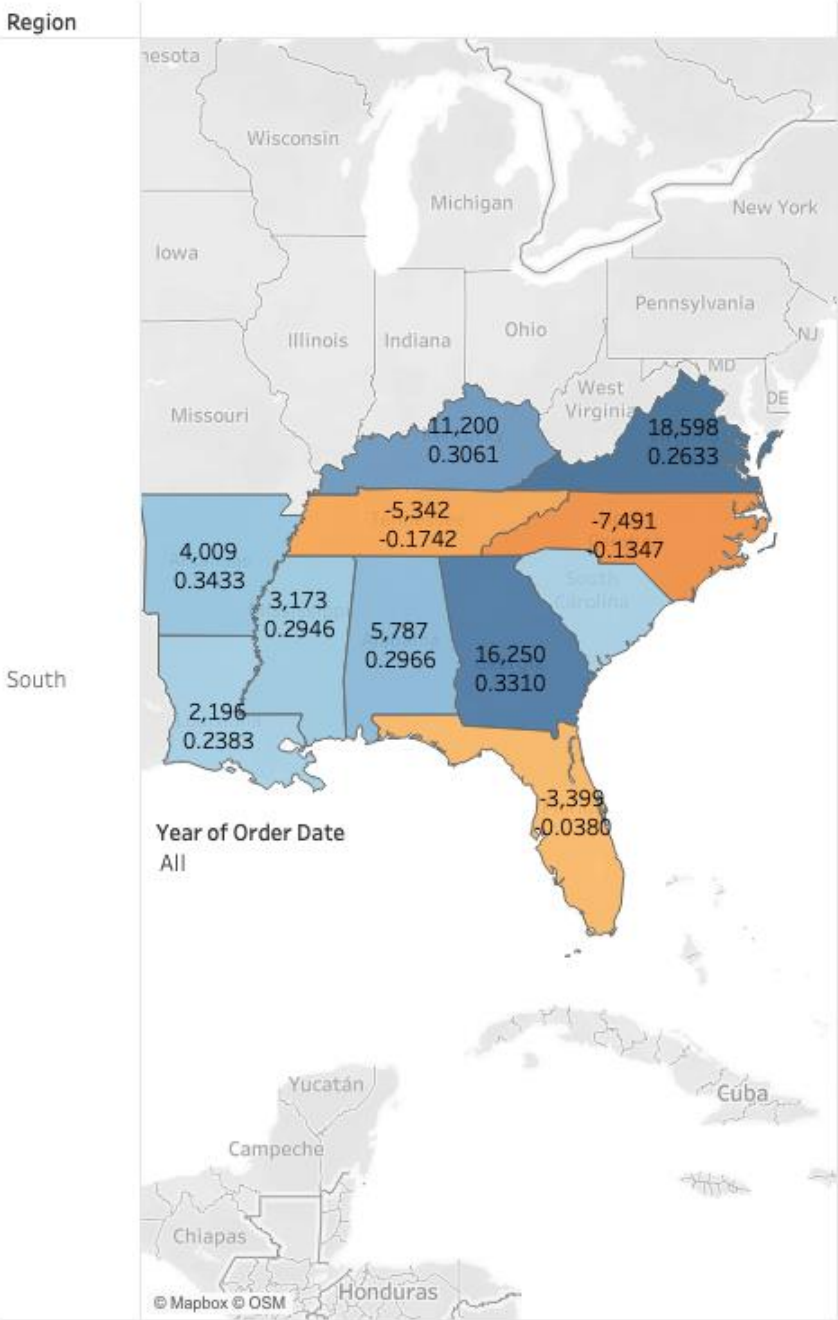 Region
nesota
Wisconsin
Michigan
New York
Iowa
Pennsylvania
Illinois
Indiana
Ohio
NJ
MD
West
Virginia
DE
Missouri
11,200
0.3061
18,598
0.2633
-5,342
-0.1742
-7,491
-0.1347
4,009
0.3433
3,173
0.2946
South
Carolina
5,787
0.2966
16,250
0.3310
South
2,196
0.2383
-3,399
-0.0380
Year of Order Date
All
Yucatán
Cuba
Campeche
Chiapas
Honduras
© Mapbox © OSM